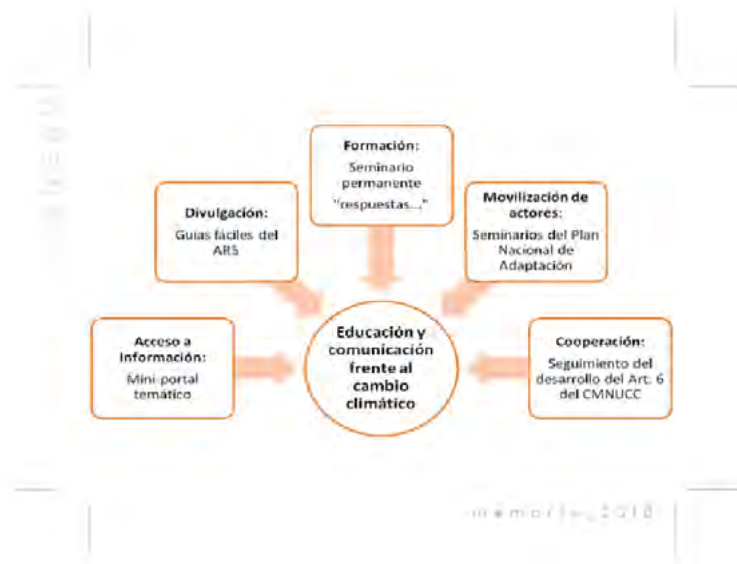 Formación:
Seminario
permanente
"respuestas..."
Divulgación:
Guías fáciles del
AR5
Movilización de
actores:
Seminarios del Plan
Nacional de
Adaptación
Acceso a
información:
Mini portal
temático
Educación y
comunicación
frente al
cambio
climático
Cooperación:
Seguimiento del
desarrollo del Art. 6
del CMNUCC